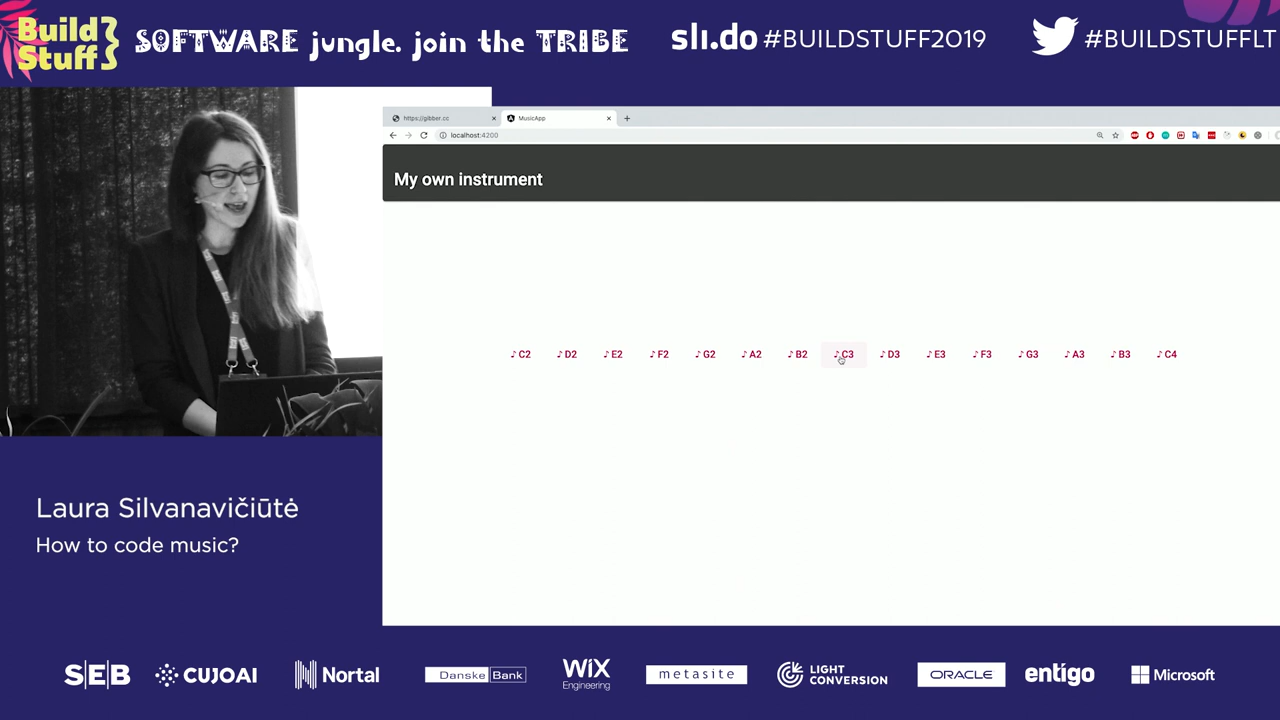 Build
Stuff
SOFTWARE jungle. join the TRIBE
sli.do #BUILDSTUFF2019
#BUILDSTUFFLT
https://gibber.cc
MusicApp
localhost:4200
My own instrument
♪ C2 ♪ D2 ♪ E2 ♪ F2 ♪ G2 ♪ A2 ♪ B2 ♪ C3 ♪ D3 ♪ E3 ♪ F3 ♪ G3 ♪ A3 ♪ B3 ♪ C4
Laura Silvanavičiūtė
How to code music?
S|E|B
CUJOAI
Nortal
Danske Bank
WiX
Engineering
metasite
LIGHT
CONVERSION
ORACLE
entigo
Microsoft